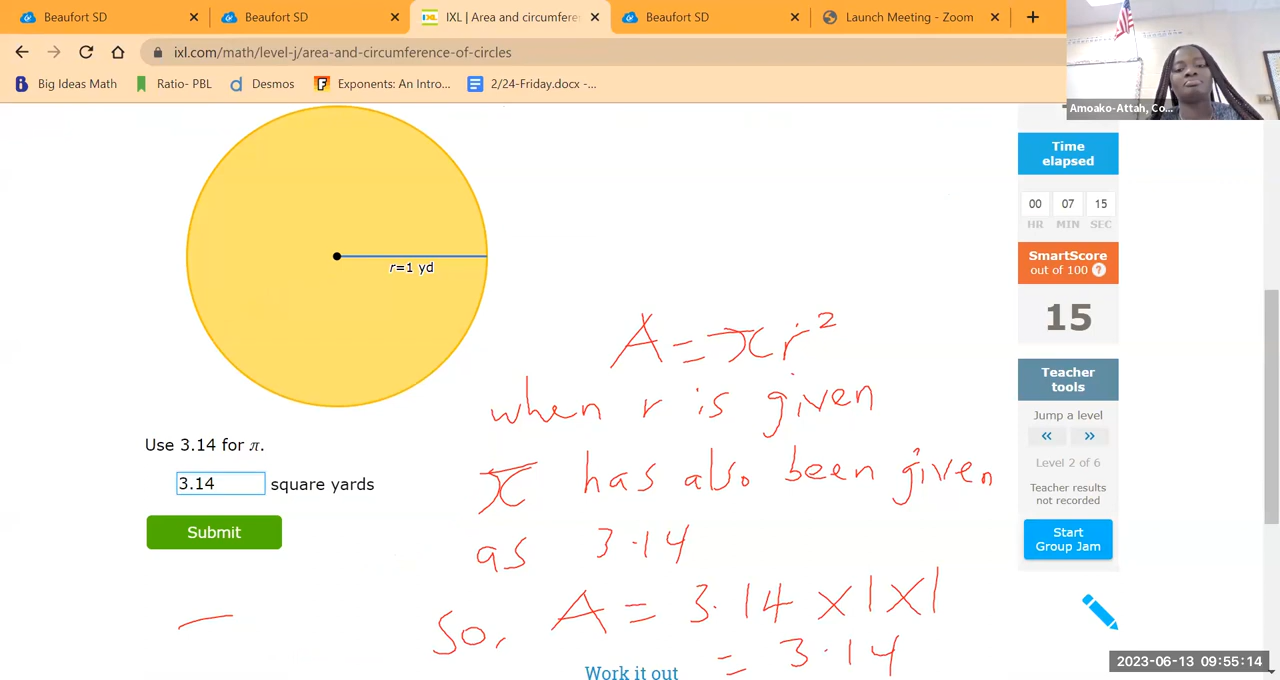 Beaufort SD
Beaufort SD
IXL | Area and circumfere
Beaufort SD
Launch Meeting - Zoom
ixl.com/math/level-j/area-and-circumference-of-circles
Big Ideas Math
Ratio- PBL
Desmos
Exponents: An Intro...
2/24-Friday.docx -...
Amoako-Attah, Co...
r=1 yd
Time elapsed
00 07 15
HR MIN SEC
SmartScore
out of 100 ?
15
A = πr²
Teacher tools
when r is given
Jump a level
Use 3.14 for π.
Level 2 of 6
π has also been given
3.14 square yards
Teacher results
not recorded
Submit
as 3.14
Start
Group Jam
So, A = 3.14 x 1 x 1
= 3.14
Work it out
2023-06-13 09:55:14